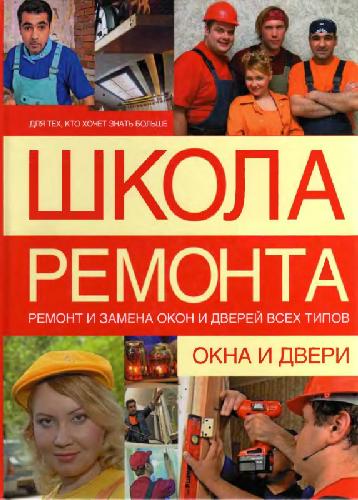 ДЛЯ ТЕХ, КТО ХОЧЕТ ЗНАТЬ БОЛЬШЕ
ШКОЛА
РЕМОНТА
РЕМОНТ И ЗАМЕНА ОКОН И ДВЕРЕЙ ВСЕХ ТИПОВ
ОКНА И ДВЕРИ